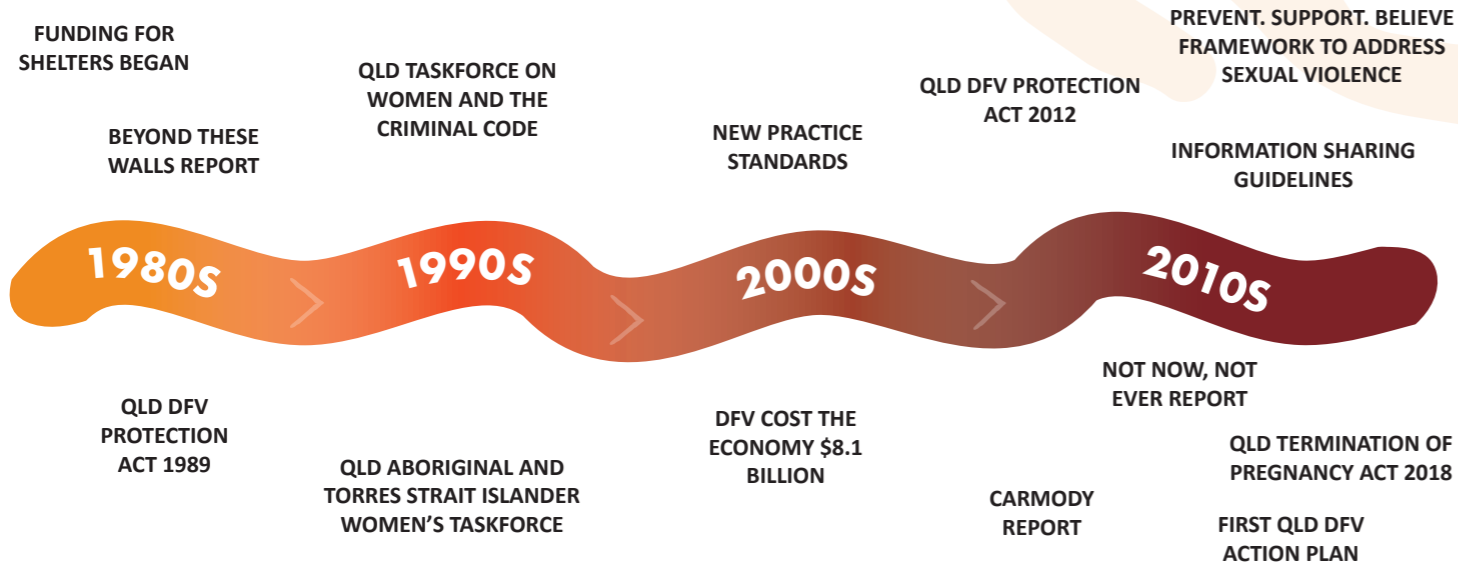 FUNDING FOR
SHELTERS BEGAN
BEYOND THESE
WALLS REPORT
QLD TASKFORCE ON
WOMEN AND THE
CRIMINAL CODE
NEW PRACTICE
STANDARDS
QLD DFV PROTECTION
ACT 2012
PREVENT. SUPPORT. BELIEVE
FRAMEWORK TO ADDRESS
SEXUAL VIOLENCE
INFORMATION SHARING
GUIDELINES
1980S
1990S
2000S
2010S
QLD DFV
PROTECTION
ACT 1989
QLD ABORIGINAL AND
TORRES STRAIT ISLANDER
WOMEN’S TASKFORCE
DFV COST THE
ECONOMY $8.1
BILLION
CARMODY
REPORT
NOT NOW, NOT
EVER REPORT
QLD TERMINATION OF
PREGNANCY ACT 2018
FIRST QLD DFV
ACTION PLAN